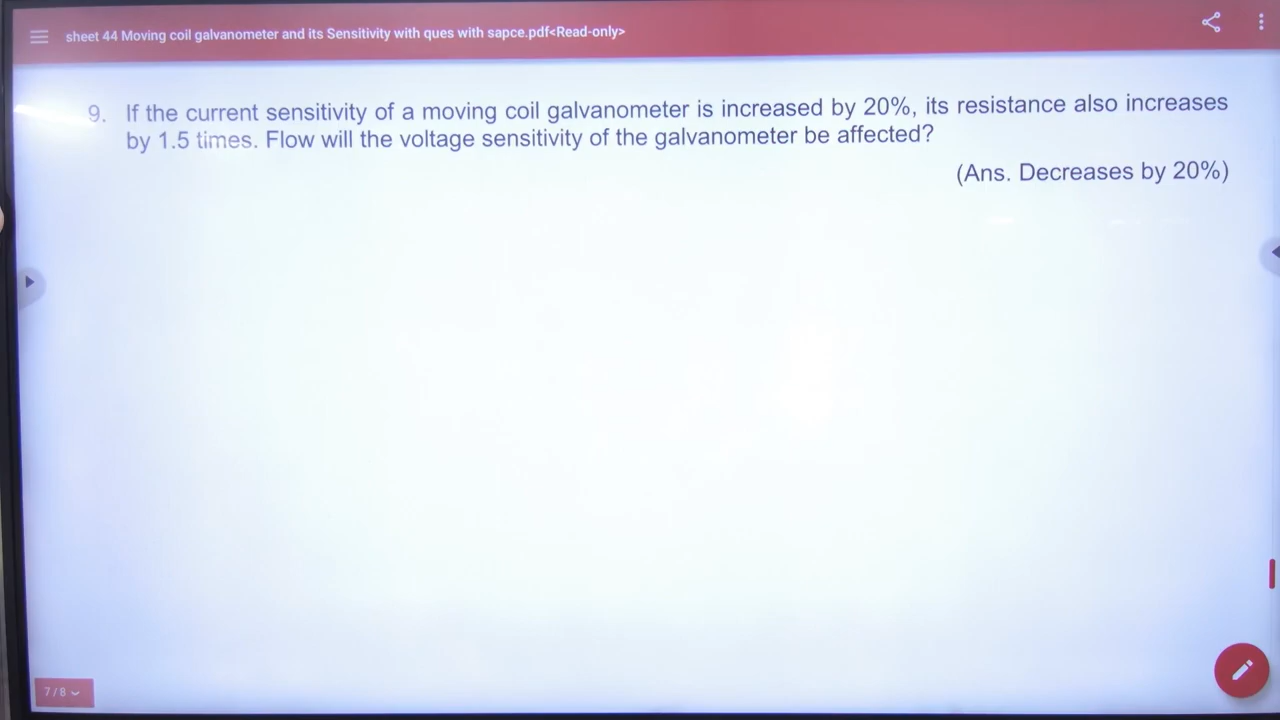 sheet 44 Moving coil galvanometer and its Sensitivity with ques with sapce.pdf<Read-only>
9. If the current sensitivity of a moving coil galvanometer is increased by 20%, its resistance also increases
by 1.5 times. Flow will the voltage sensitivity of the galvanometer be affected?
(Ans. Decreases by 20%)
7 / 8